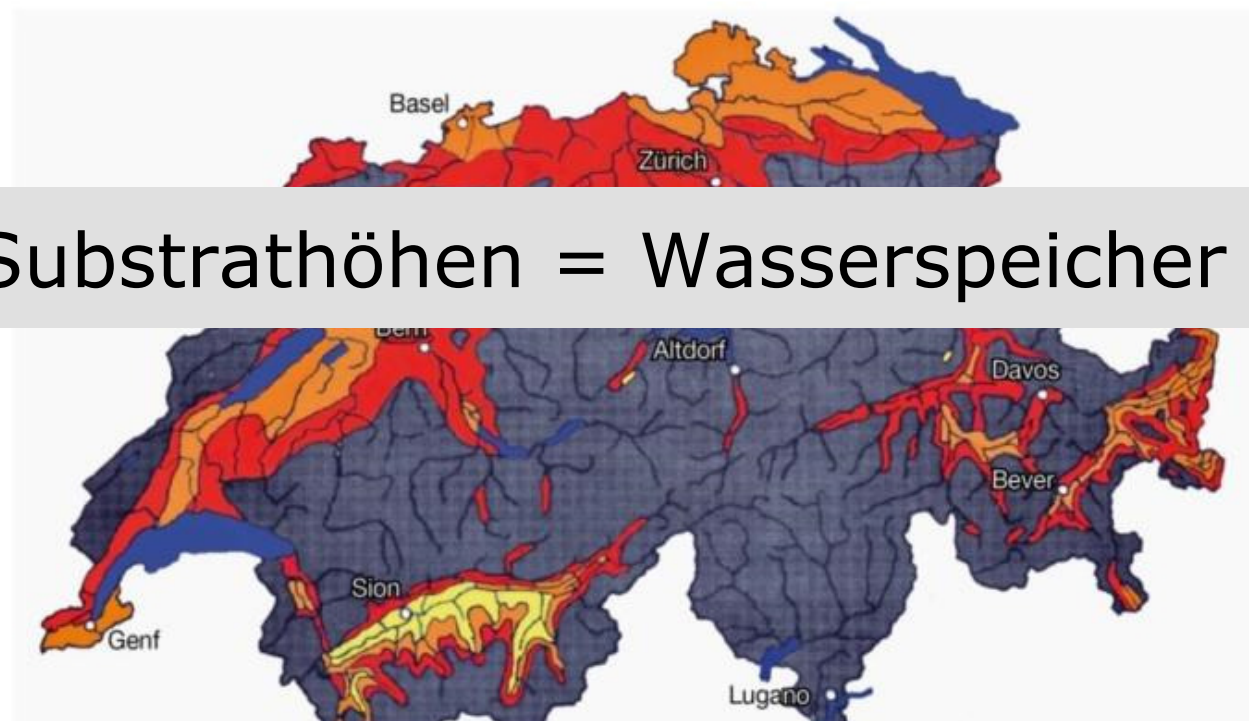 Basel
Zürich
Substrathöhen = Wasserspeicher
Bern
Altdorf
Davos
Bever
Sion
Genf
Lugano